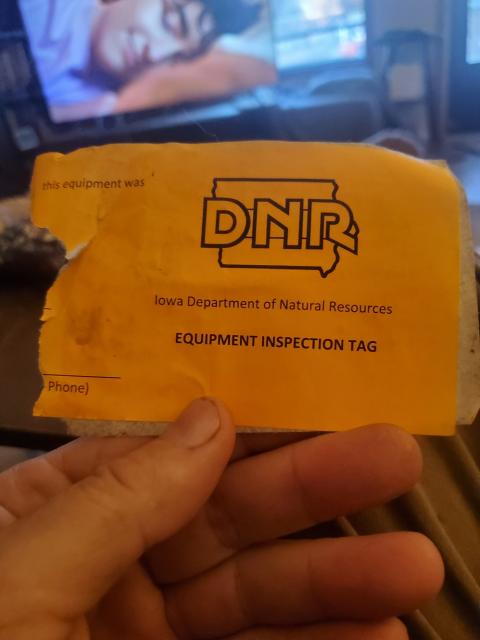 this equipment was
DNR
Iowa Department of Natural Resources
EQUIPMENT INSPECTION TAG
Phone)